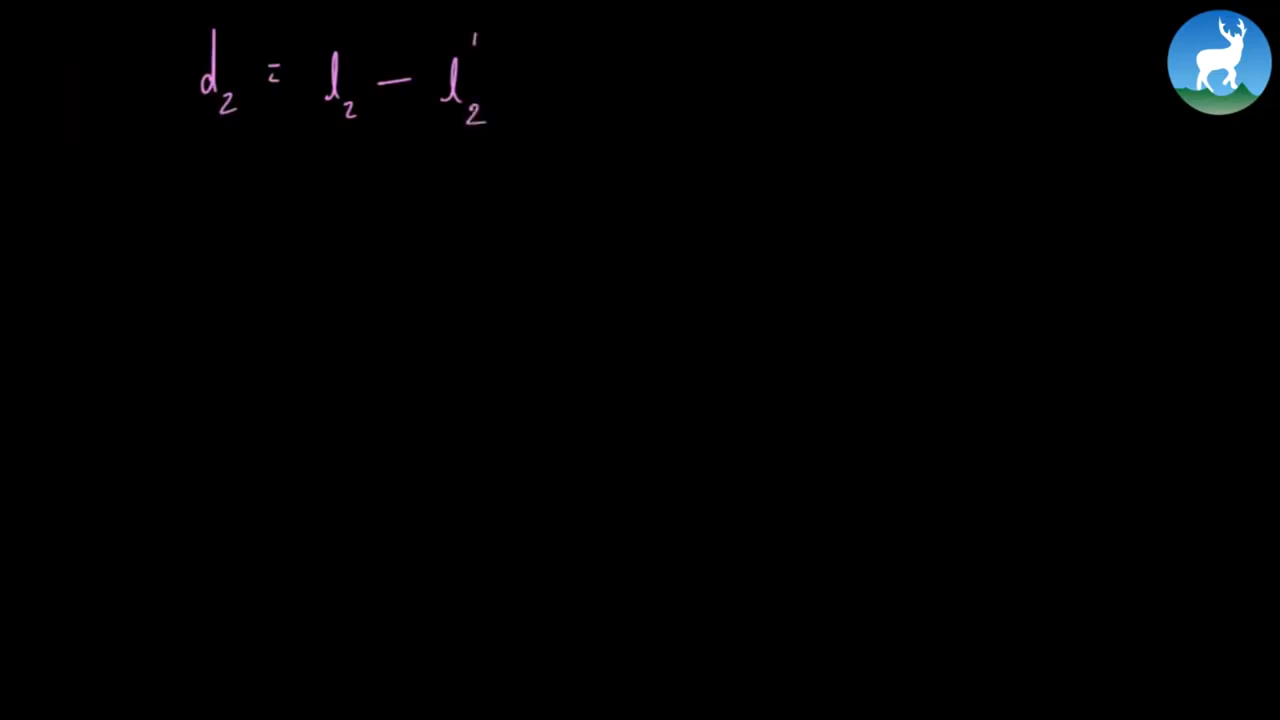 d₂ = l₂ − l₂'